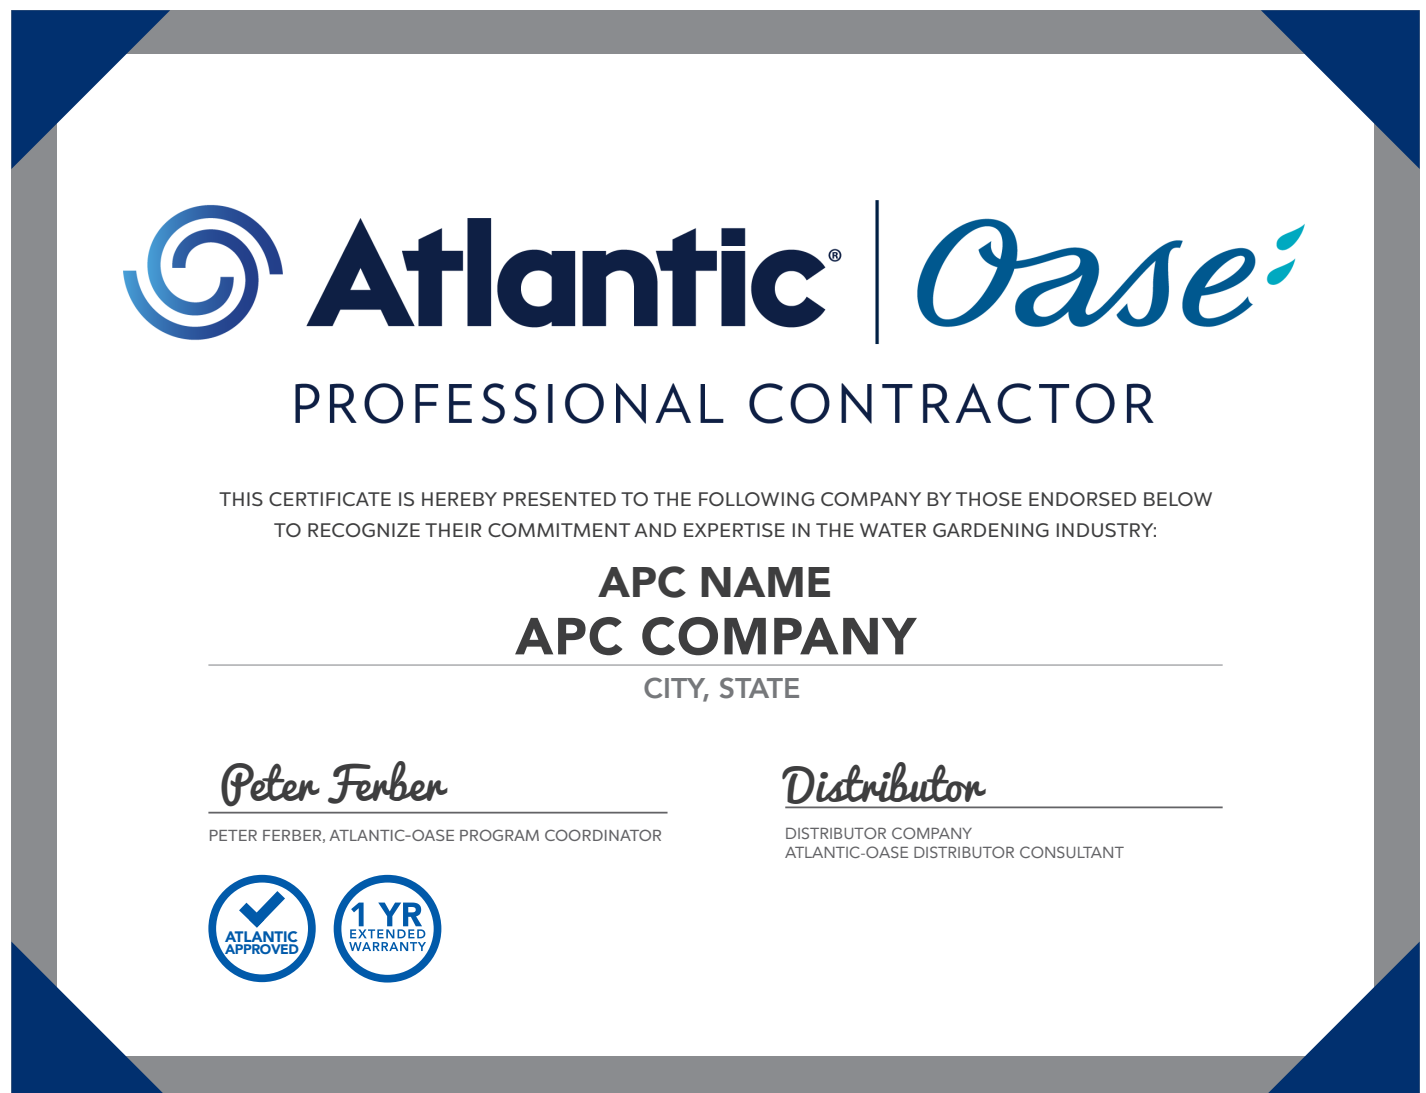 Atlantic® | Oase
PROFESSIONAL CONTRACTOR
THIS CERTIFICATE IS HEREBY PRESENTED TO THE FOLLOWING COMPANY BY THOSE ENDORSED BELOW
TO RECOGNIZE THEIR COMMITMENT AND EXPERTISE IN THE WATER GARDENING INDUSTRY:
APC NAME
APC COMPANY
CITY, STATE
Peter Ferber
PETER FERBER, ATLANTIC-OASE PROGRAM COORDINATOR
Distributor
DISTRIBUTOR COMPANY
ATLANTIC-OASE DISTRIBUTOR CONSULTANT
ATLANTIC
APPROVED
1 YR
EXTENDED
WARRANTY